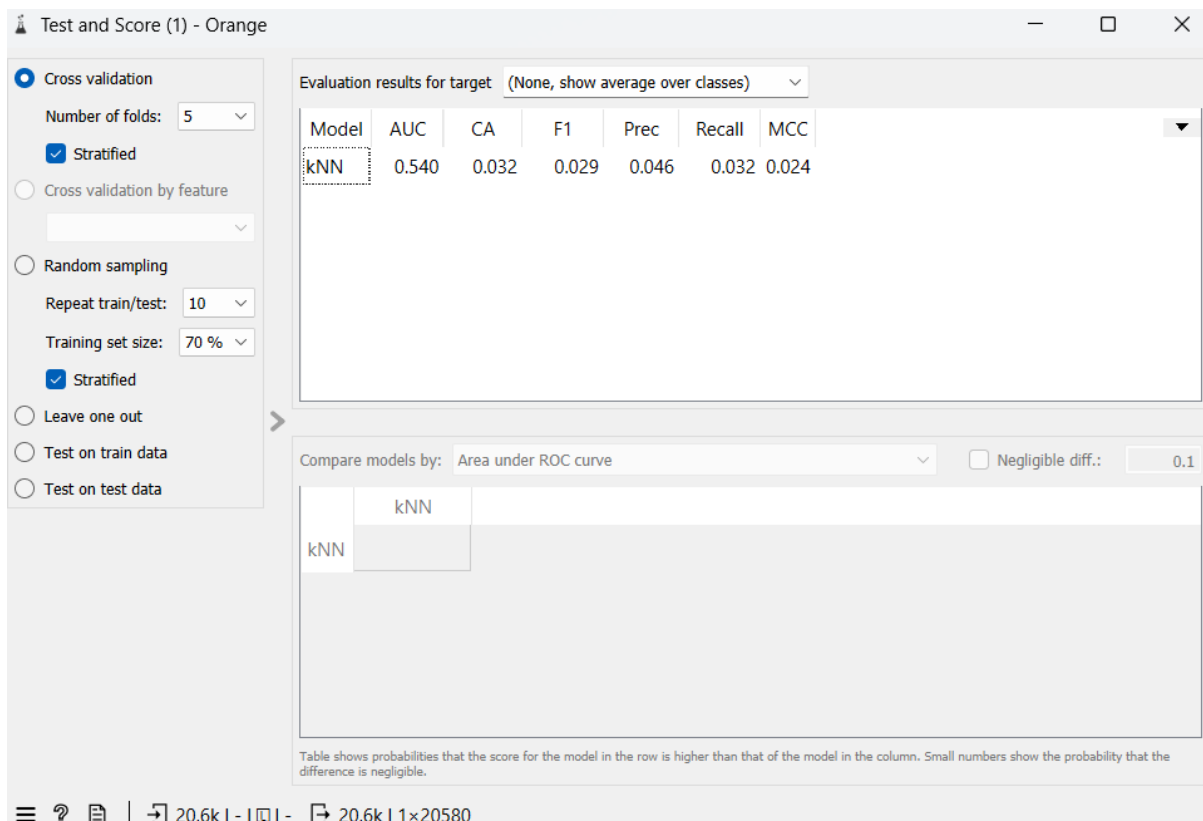 Test and Score (1) - Orange
Cross validation
Number of folds: 5
Stratified
Cross validation by feature
Random sampling
Repeat train/test: 10
Training set size: 70 %
Stratified
Leave one out
Test on train data
Test on test data
Evaluation results for target (None, show average over classes)
Model AUC CA F1 Prec Recall MCC
kNN 0.540 0.032 0.029 0.046 0.032 0.024
Compare models by: Area under ROC curve Negligible diff.: 0.1
kNN
kNN
Table shows probabilities that the score for the model in the row is higher than that of the model in the column. Small numbers show the probability that the
difference is negligible.
20.6k | - | - 20.6k | 1×20580